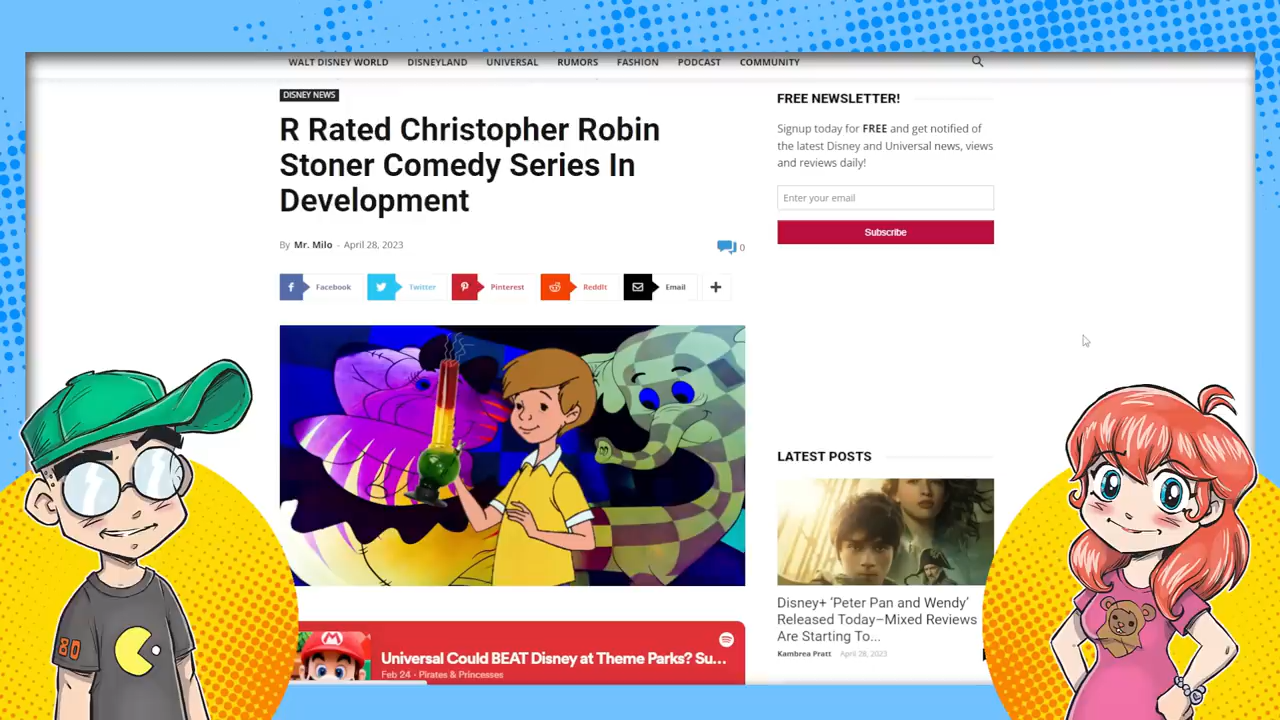 WALT DISNEY WORLD DISNEYLAND UNIVERSAL RUMORS FASHION PODCAST COMMUNITY
DISNEY NEWS
R Rated Christopher Robin
Stoner Comedy Series In
Development
By Mr. Milo - April 28, 2023
0
Facebook Twitter Pinterest ReddIt Email
Universal Could BEAT Disney at Theme Parks? Su...
Feb 24 · Pirates & Princesses
FREE NEWSLETTER!
Signup today for FREE and get notified of
the latest Disney and Universal news, views
and reviews daily!
Enter your email
Subscribe
LATEST POSTS
Disney+ ‘Peter Pan and Wendy’
Released Today–Mixed Reviews
Are Starting To...
Kambrea Pratt April 28, 2023
80